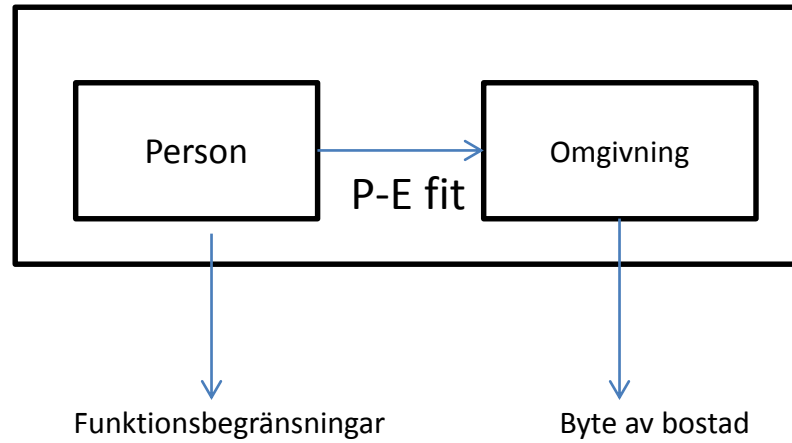 Person
Omgivning
P-E fit
Funktionsbegränsningar
Byte av bostad